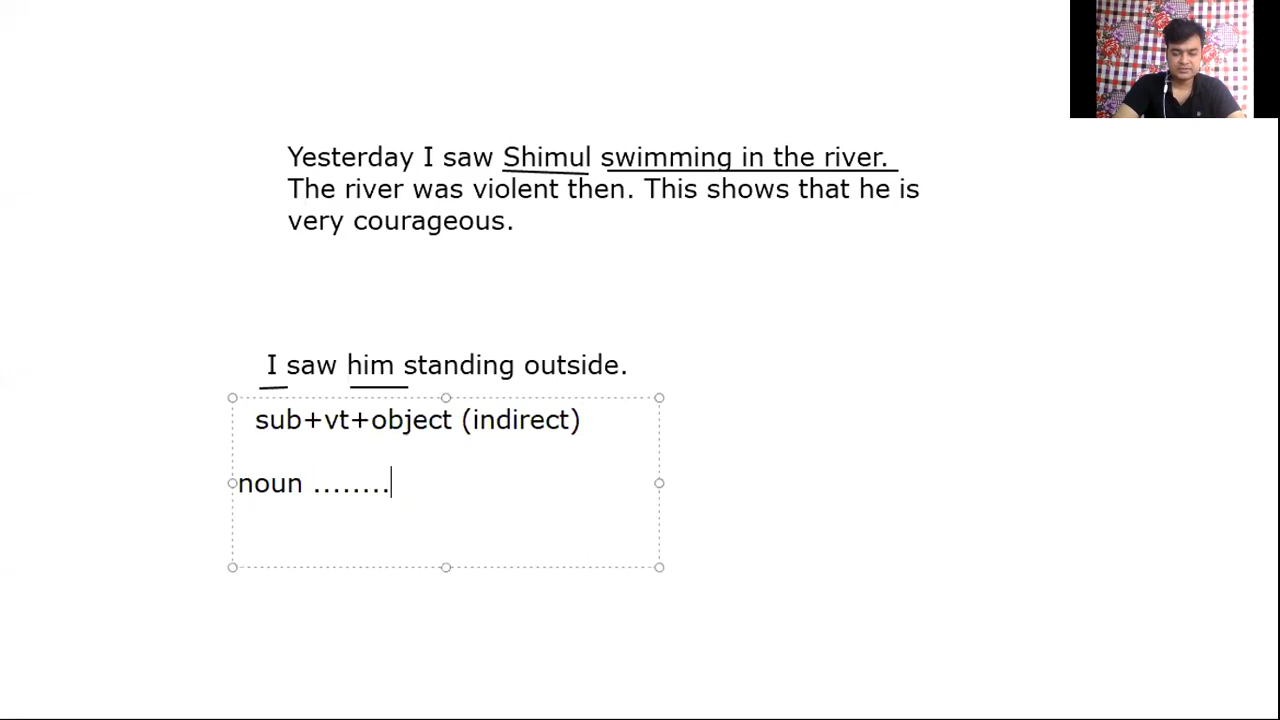 Yesterday I saw Shimul swimming in the river.
The river was violent then. This shows that he is
very courageous.
I saw him standing outside.
sub+vt+object (indirect)
noun ........